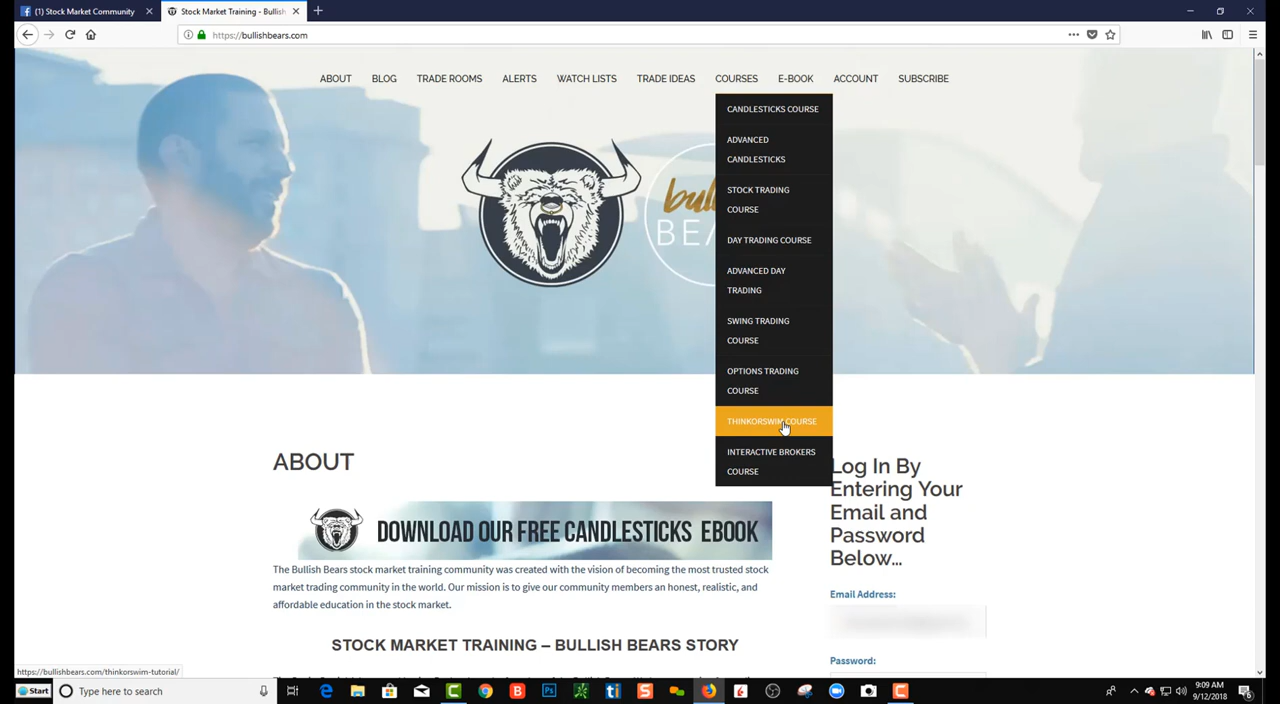 (1) Stock Market Community
Stock Market Training - Bullish
https://bullishbears.com
ABOUT BLOG TRADE ROOMS ALERTS WATCH LISTS TRADE IDEAS COURSES E-BOOK ACCOUNT SUBSCRIBE
CANDLESTICKS COURSE
ADVANCED
CANDLESTICKS
STOCK TRADING
COURSE
DAY TRADING COURSE
ADVANCED DAY
TRADING
SWING TRADING
COURSE
OPTIONS TRADING
COURSE
THINKORSWIM COURSE
INTERACTIVE BROKERS
COURSE
ABOUT
DOWNLOAD OUR FREE CANDLESTICKS EBOOK
The Bullish Bears stock market training community was created with the vision of becoming the most trusted stock
market trading community in the world. Our mission is to give our community members an honest, realistic, and
affordable education in the stock market.
STOCK MARKET TRAINING – BULLISH BEARS STORY
Log In By
Entering Your
Email and
Password
Below...
Email Address:
Password:
https://bullishbears.com/thinkorswim-tutorial/
Start
Type here to search
9:09 AM
9/12/2018